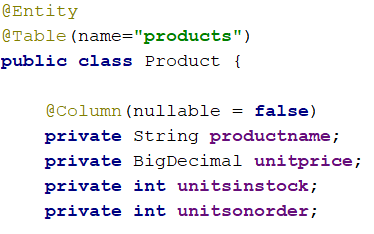 @Entity
@Table(name="products")
public class Product {
@Column(nullable = false)
private String productname;
private BigDecimal unitprice;
private int unitsinstock;
private int unitsonorder;